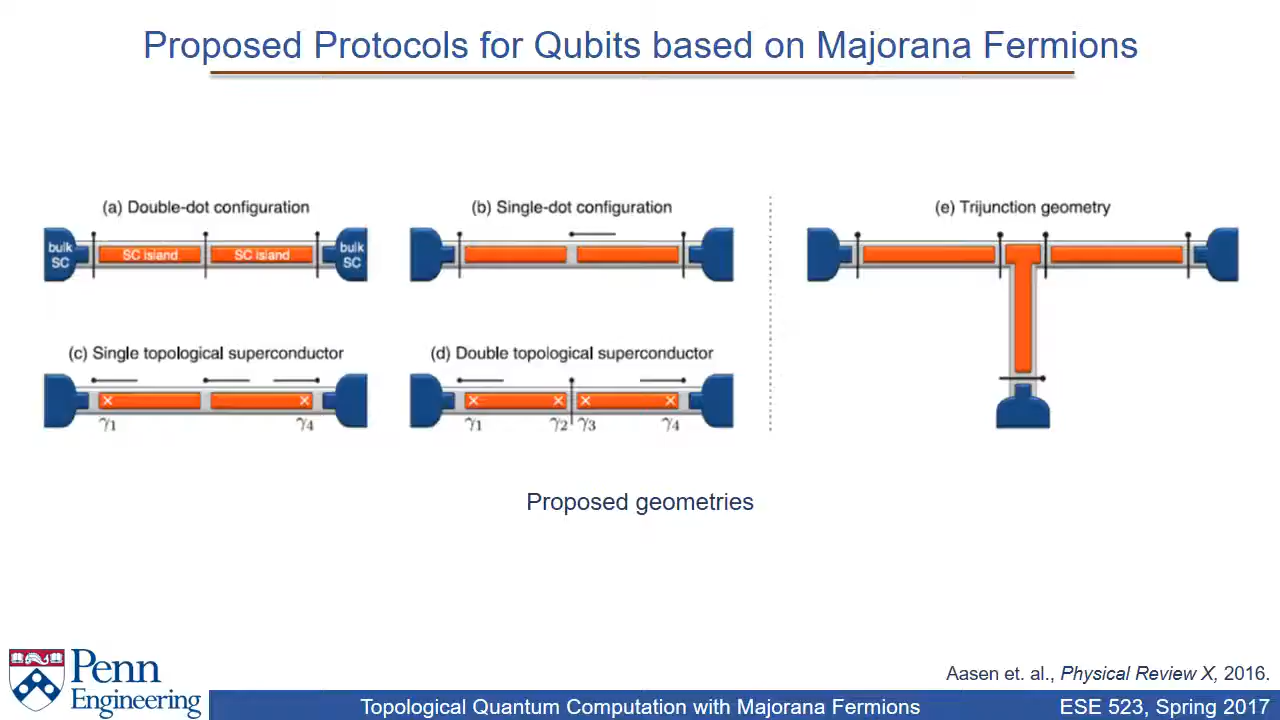 Proposed Protocols for Qubits based on Majorana Fermions
(a) Double-dot configuration
bulk
SC
SC island
SC island
bulk
SC
(b) Single-dot configuration
(c) Single topological superconductor
γ1
γ4
(d) Double topological superconductor
γ1
γ2
γ3
γ4
(e) Trijunction geometry
Proposed geometries
Aasen et. al., Physical Review X, 2016.
Penn
Engineering
Topological Quantum Computation with Majorana Fermions
ESE 523, Spring 2017